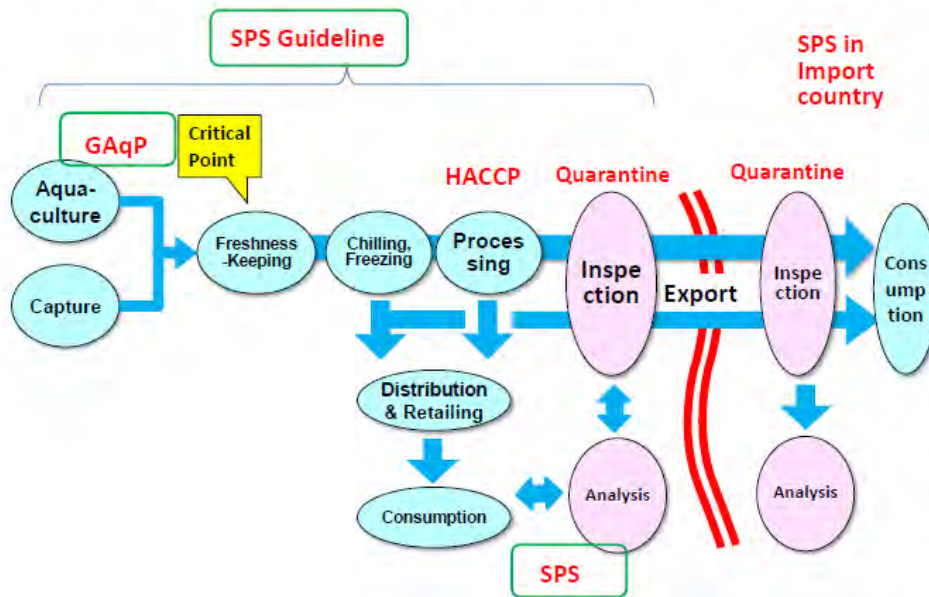 SPS Guideline
SPS in
Import
country
GAqP
Critical
Point
HACCP
Quarantine
Quarantine
Aqua-
culture
Capture
Freshness
-Keeping
Chilling,
Freezing
Proces
sing
Inspe
ction
Export
Inspe
ction
Cons
ump
tion
Distribution
& Retailing
Consumption
Analysis
Analysis
SPS